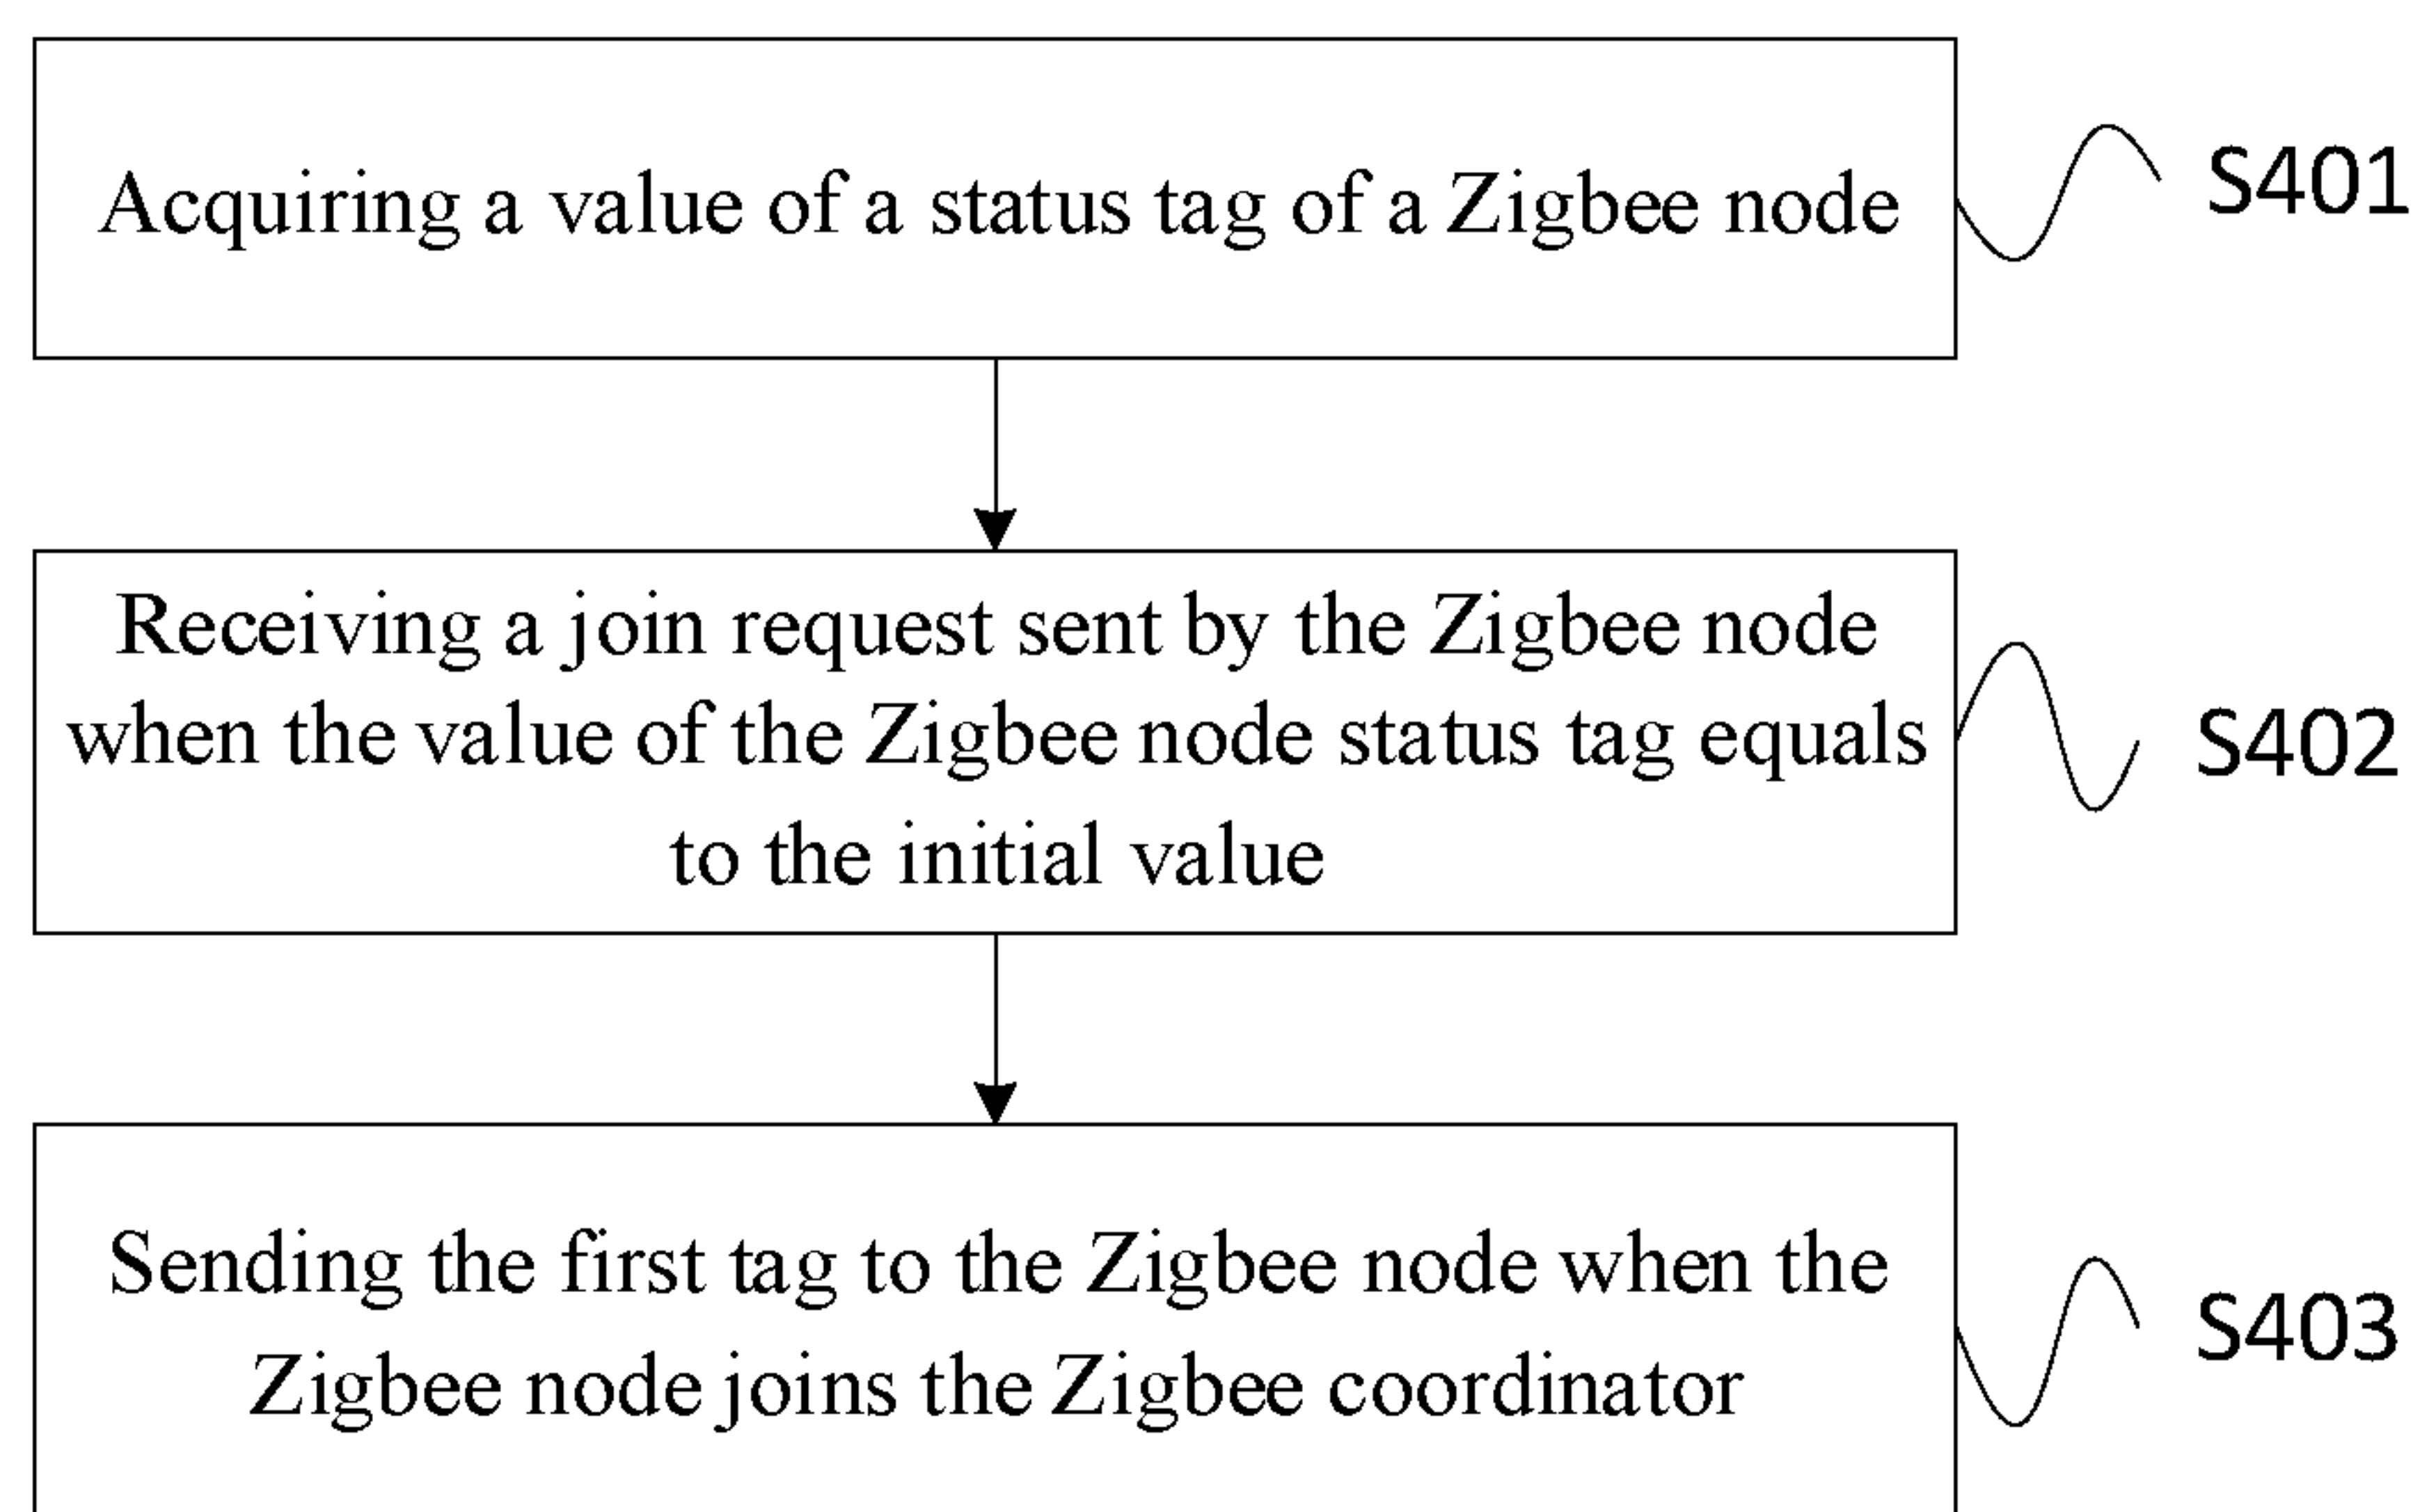 Acquiring a value of a status tag of a Zigbee node
S401
Receiving a join request sent by the Zigbee node
when the value of the Zigbee node status tag equals
to the initial value
S402
Sending the first tag to the Zigbee node when the
Zigbee node joins the Zigbee coordinator
S403